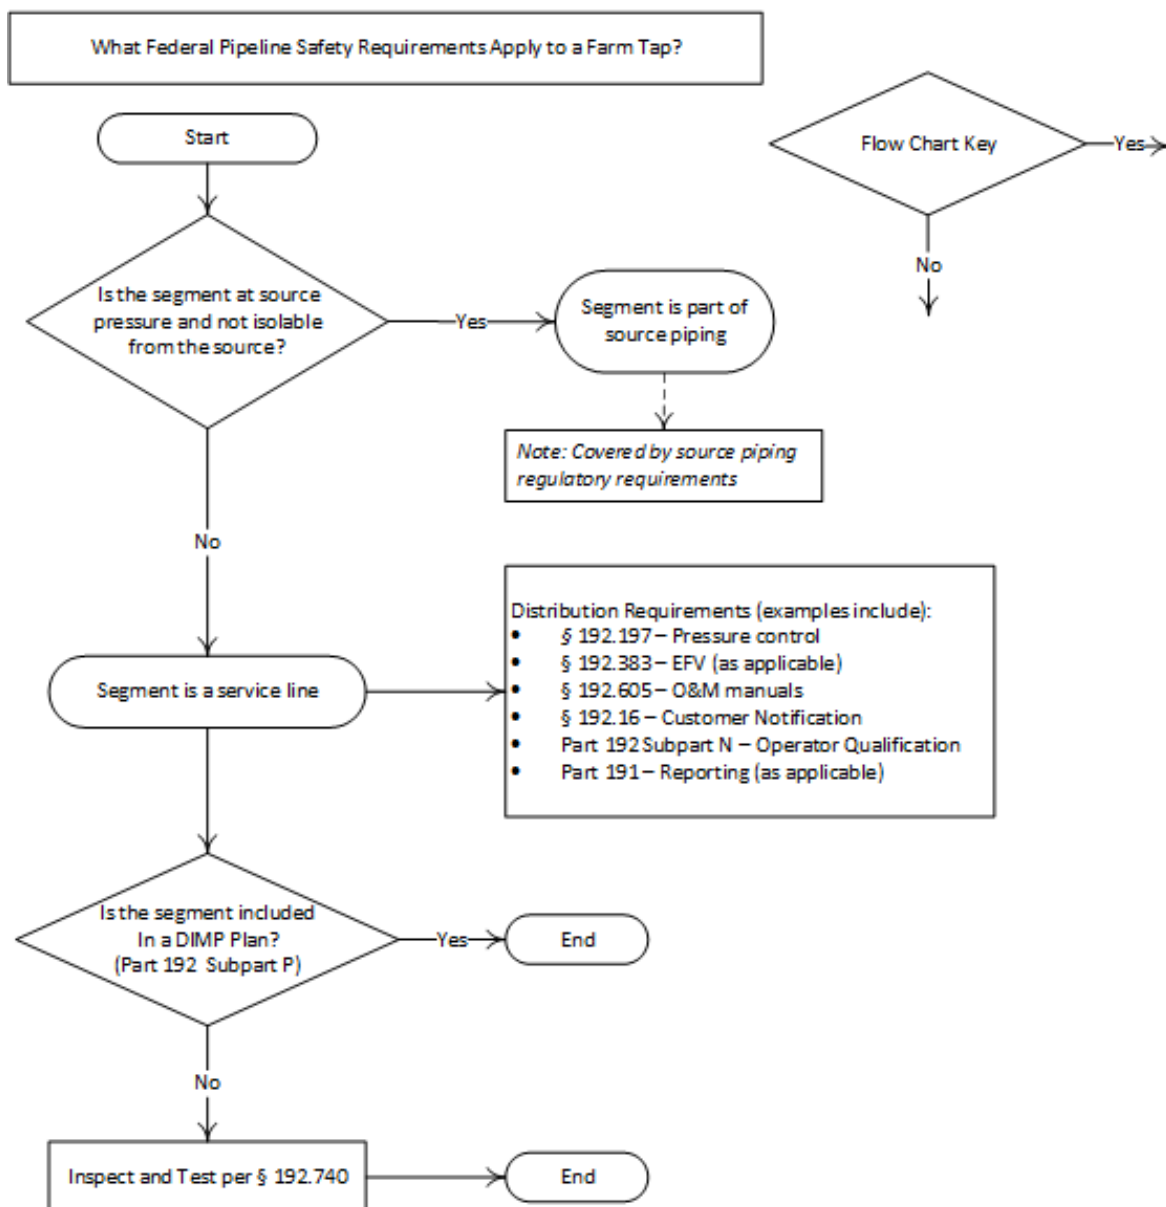 What Federal Pipeline Safety Requirements Apply to a Farm Tap?
Start
Flow Chart Key
Yes
No
Is the segment at source
pressure and not isolable
from the source?
Yes
Segment is part of
source piping
Note: Covered by source piping
regulatory requirements
No
Segment is a service line
Distribution Requirements (examples include):
• § 192.197 – Pressure control
• § 192.383 – EFV (as applicable)
• § 192.605 – O&M manuals
• § 192.16 – Customer Notification
• Part 192 Subpart N – Operator Qualification
• Part 191 – Reporting (as applicable)
Is the segment included
In a DIMP Plan?
(Part 192 Subpart P)
Yes
End
No
Inspect and Test per § 192.740
End